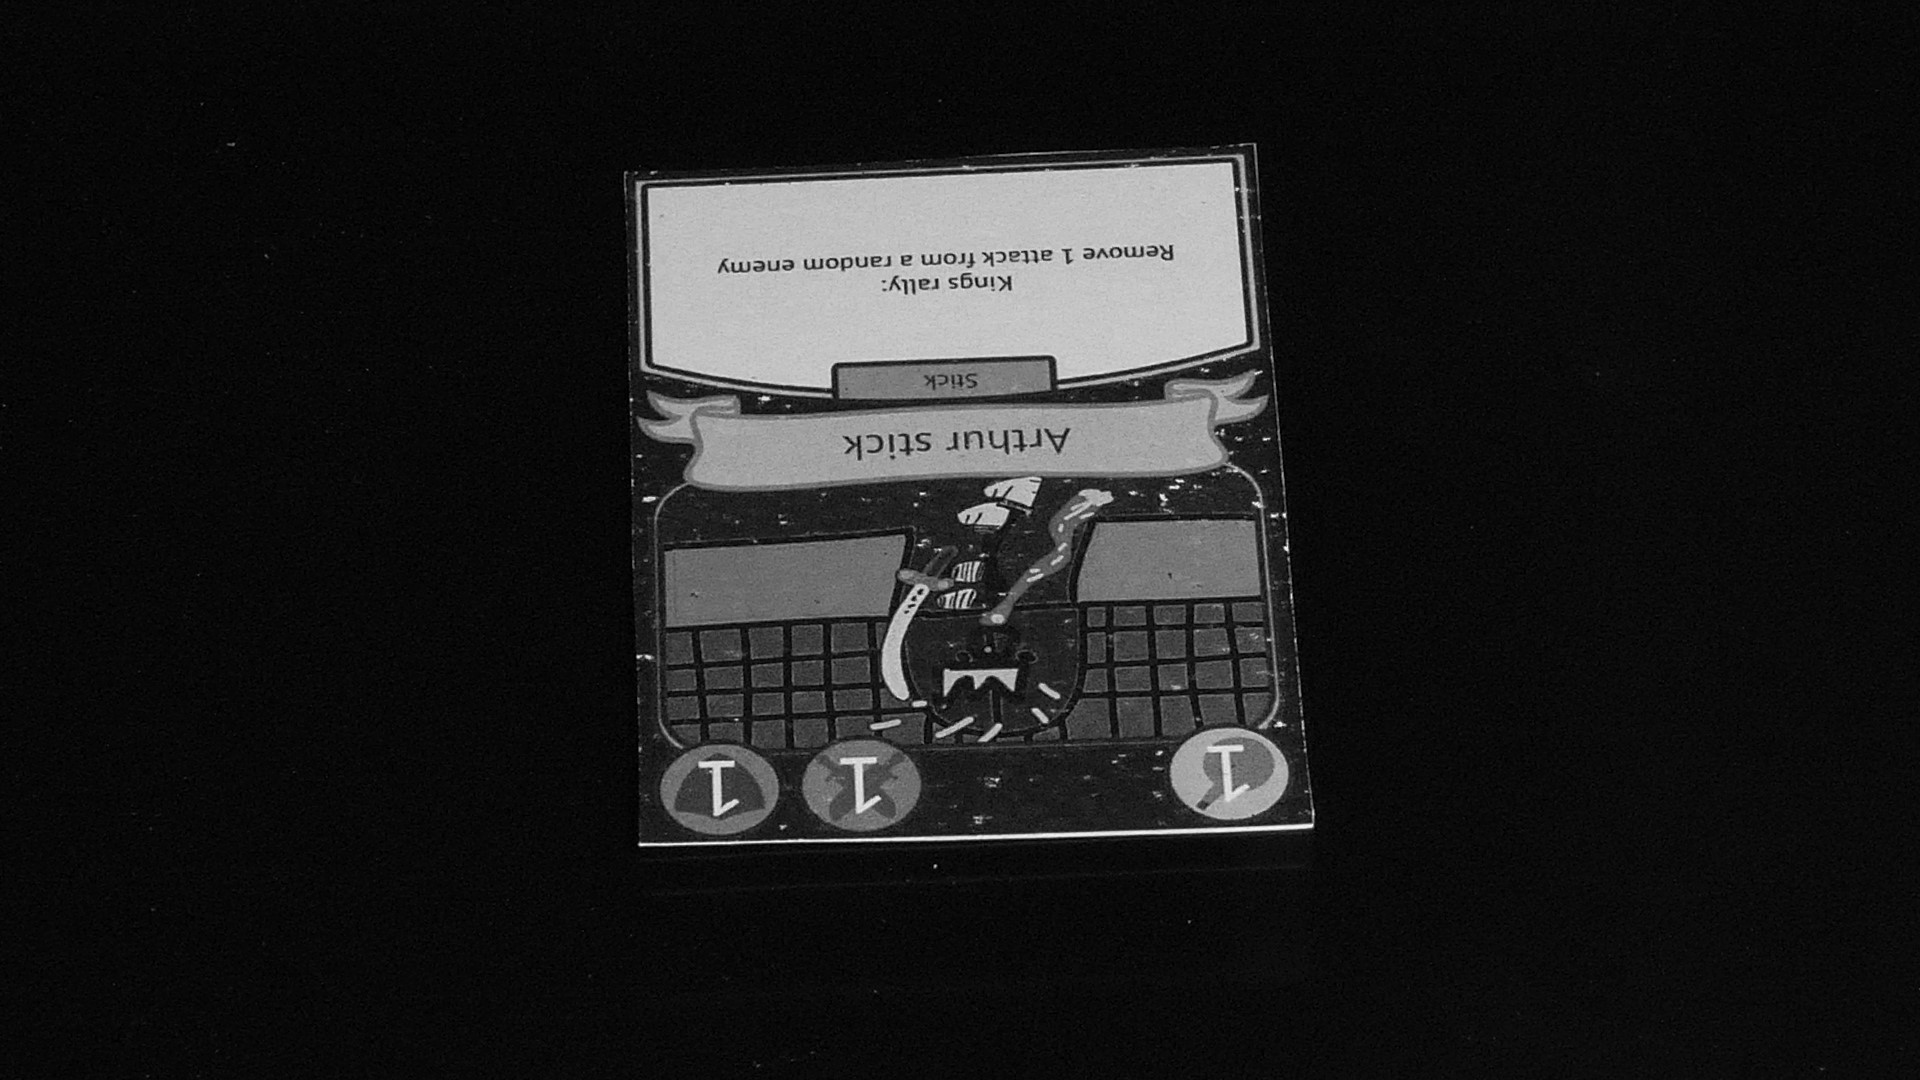 1
1
1
Arthur stick
Stick
Kings rally:
Remove 1 attack from a random enemy